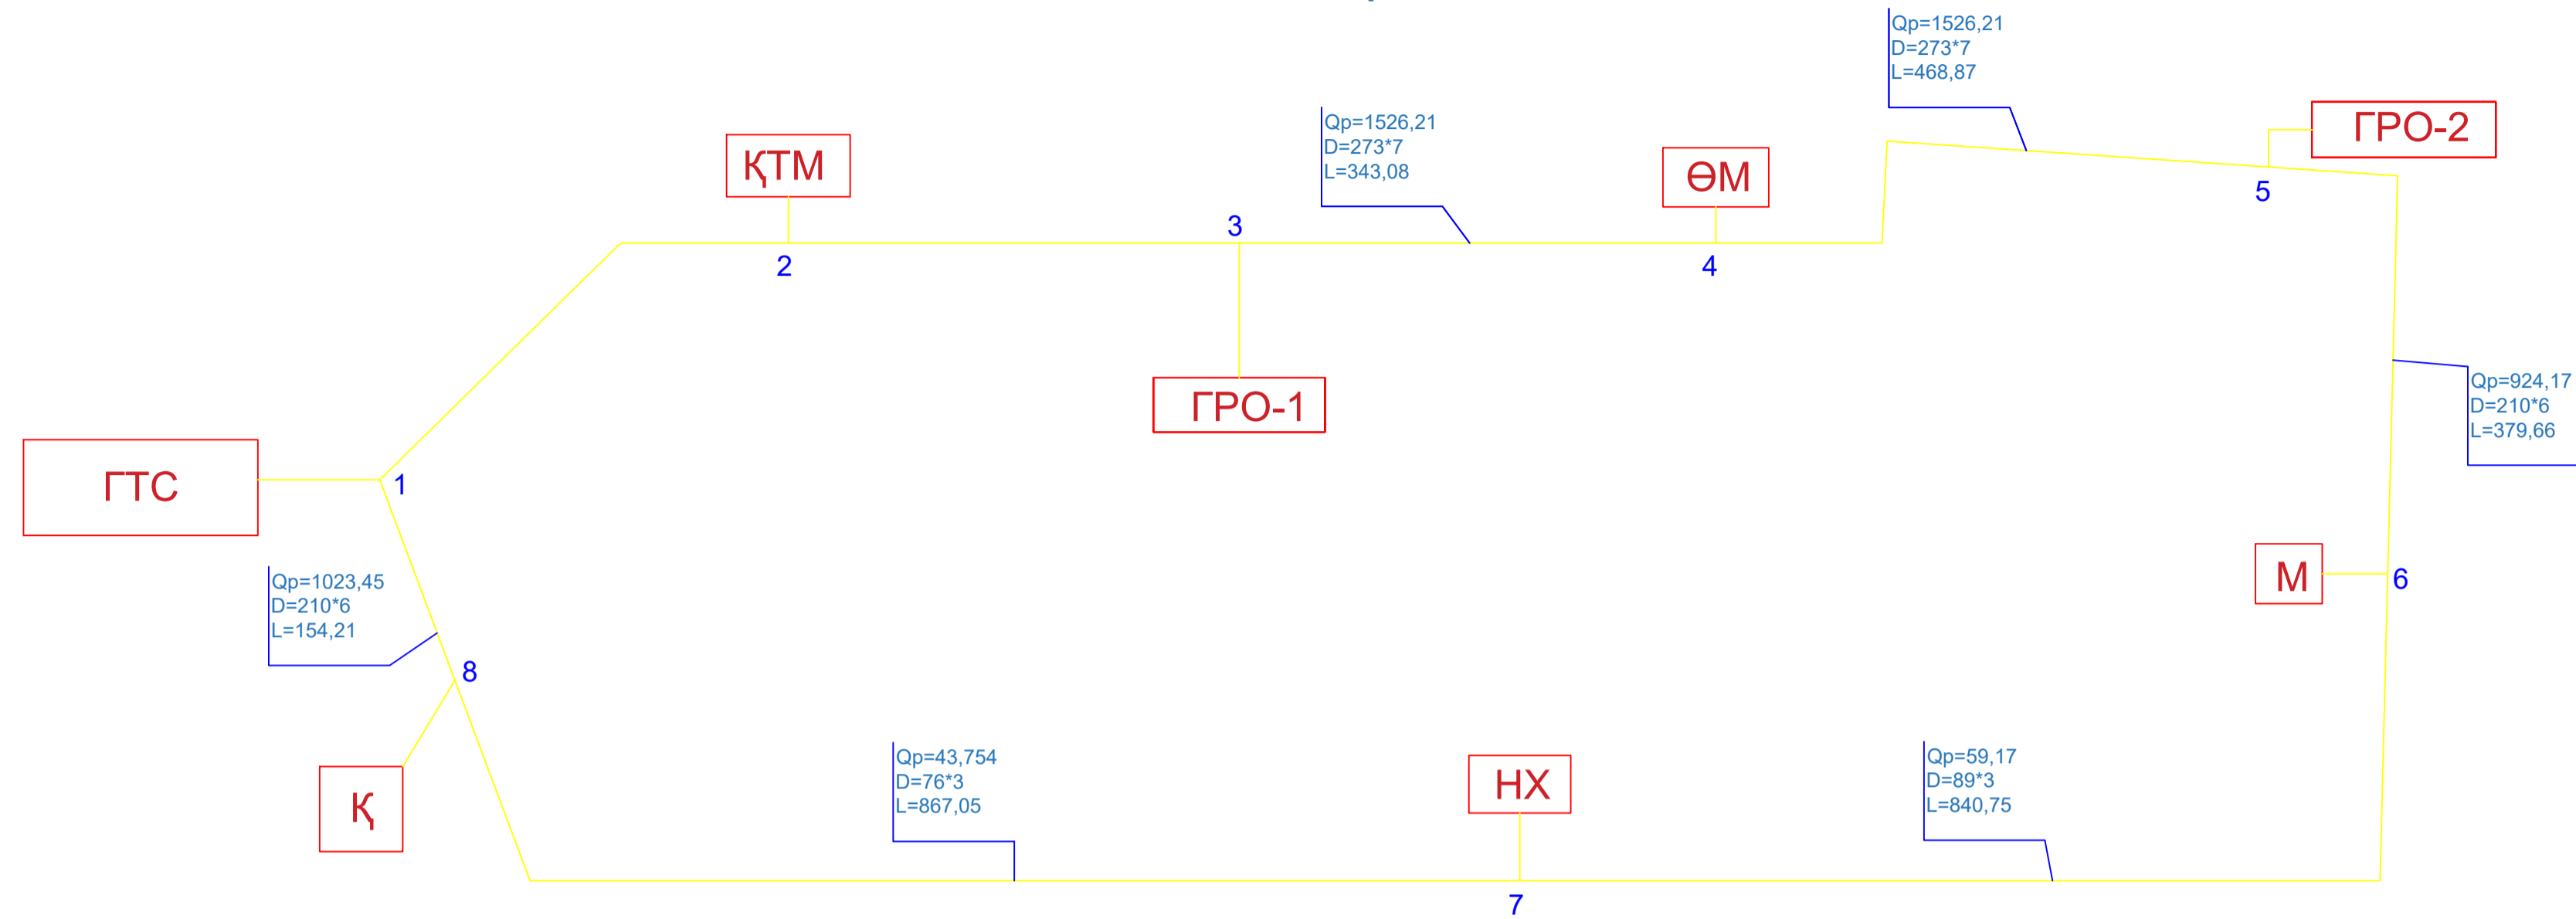 Qp=1526,21
D=273*7
L=468,87
Qp=1526,21
D=273*7
L=343,08
ГРО-2
ҚТМ
ӨМ
5
3
2
4
ГРО-1
Qp=924,17
D=210*6
L=379,66
ГТС
1
М
6
Qp=1023,45
D=210*6
L=154,21
8
Қ
Qp=43,754
D=76*3
L=867,05
НХ
Qp=59,17
D=89*3
L=840,75
7